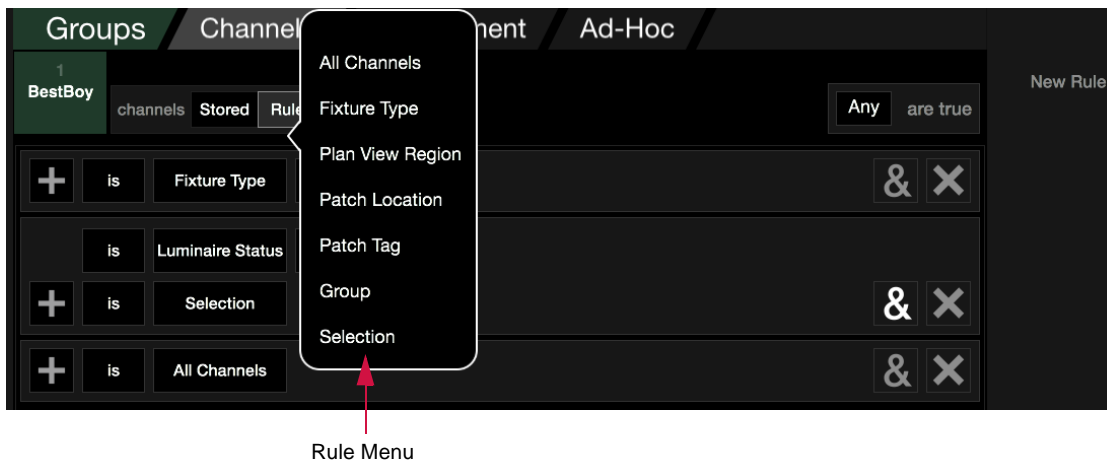 Groups Channel ent Ad-Hoc
1
BestBoy
channels Stored Rule
Any are true
New Rule
All Channels
Fixture Type
Plan View Region
Patch Location
Patch Tag
Group
Selection
+ is Fixture Type & ×
is Luminaire Status
+ is Selection & ×
+ is All Channels & ×
Rule Menu